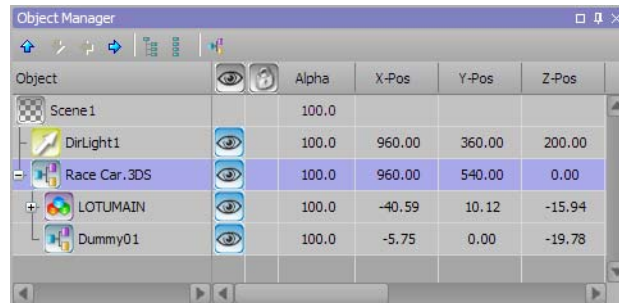 Object Manager
Object Alpha X-Pos Y-Pos Z-Pos
Scene1 100.0
DirLight1 100.0 960.00 360.00 200.00
Race Car.3DS 100.0 960.00 540.00 0.00
LOTUMAIN 100.0 -40.59 10.12 -15.94
Dummy01 100.0 -5.75 0.00 -19.78